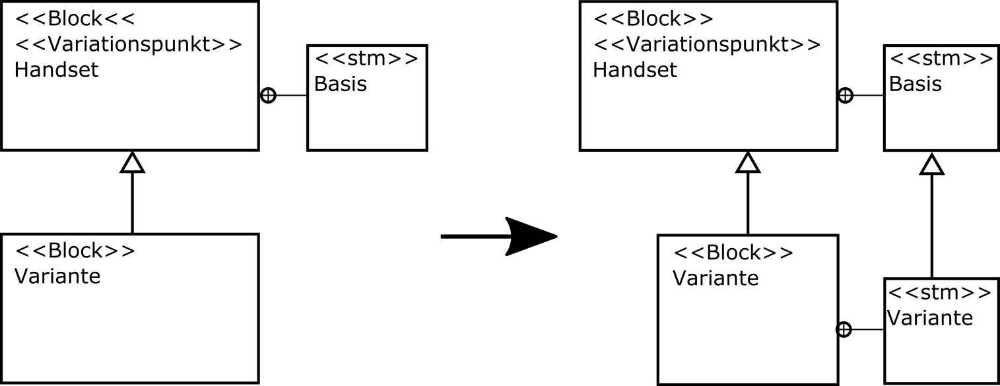 <<Block<<
<<Variationspunkt>>
Handset
<<stm>>
Basis
<<Block>>
Variante
<<Block>>
<<Variationspunkt>>
Handset
<<stm>>
Basis
<<Block>>
Variante
<<stm>>
Variante